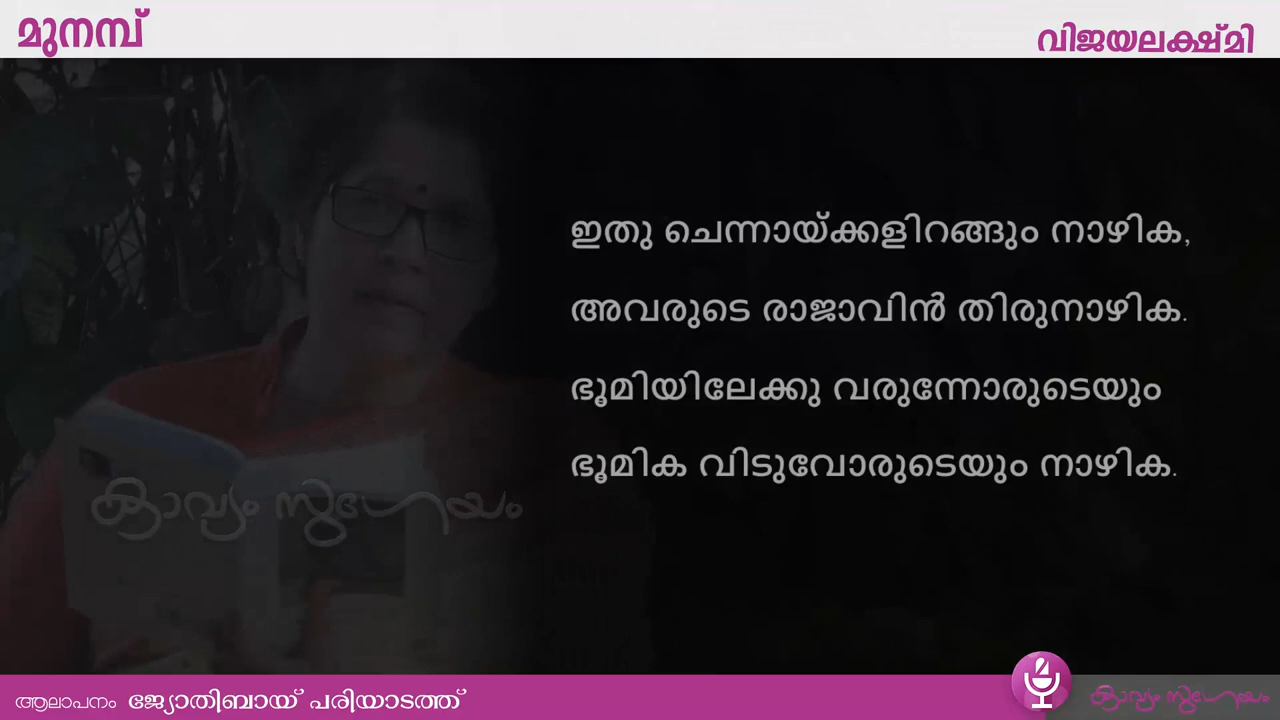 മുനമ്പ്
വിജയലക്ഷ്മി
ഇതു ചെന്നായ്ക്കളിറങ്ങും നാഴിക,
അവരുടെ രാജാവിൻ തിരുനാഴിക.
ഭൂമിയിലേക്കു വരുന്നോരുടെയും
ഭൂമിക വിടുവോരുടെയും നാഴിക.
കാവ്യം സുഗേയം
ആലാപനം ജ്യോതിബായ് പരിയാടത്ത്
കാവ്യം സുഗേയം